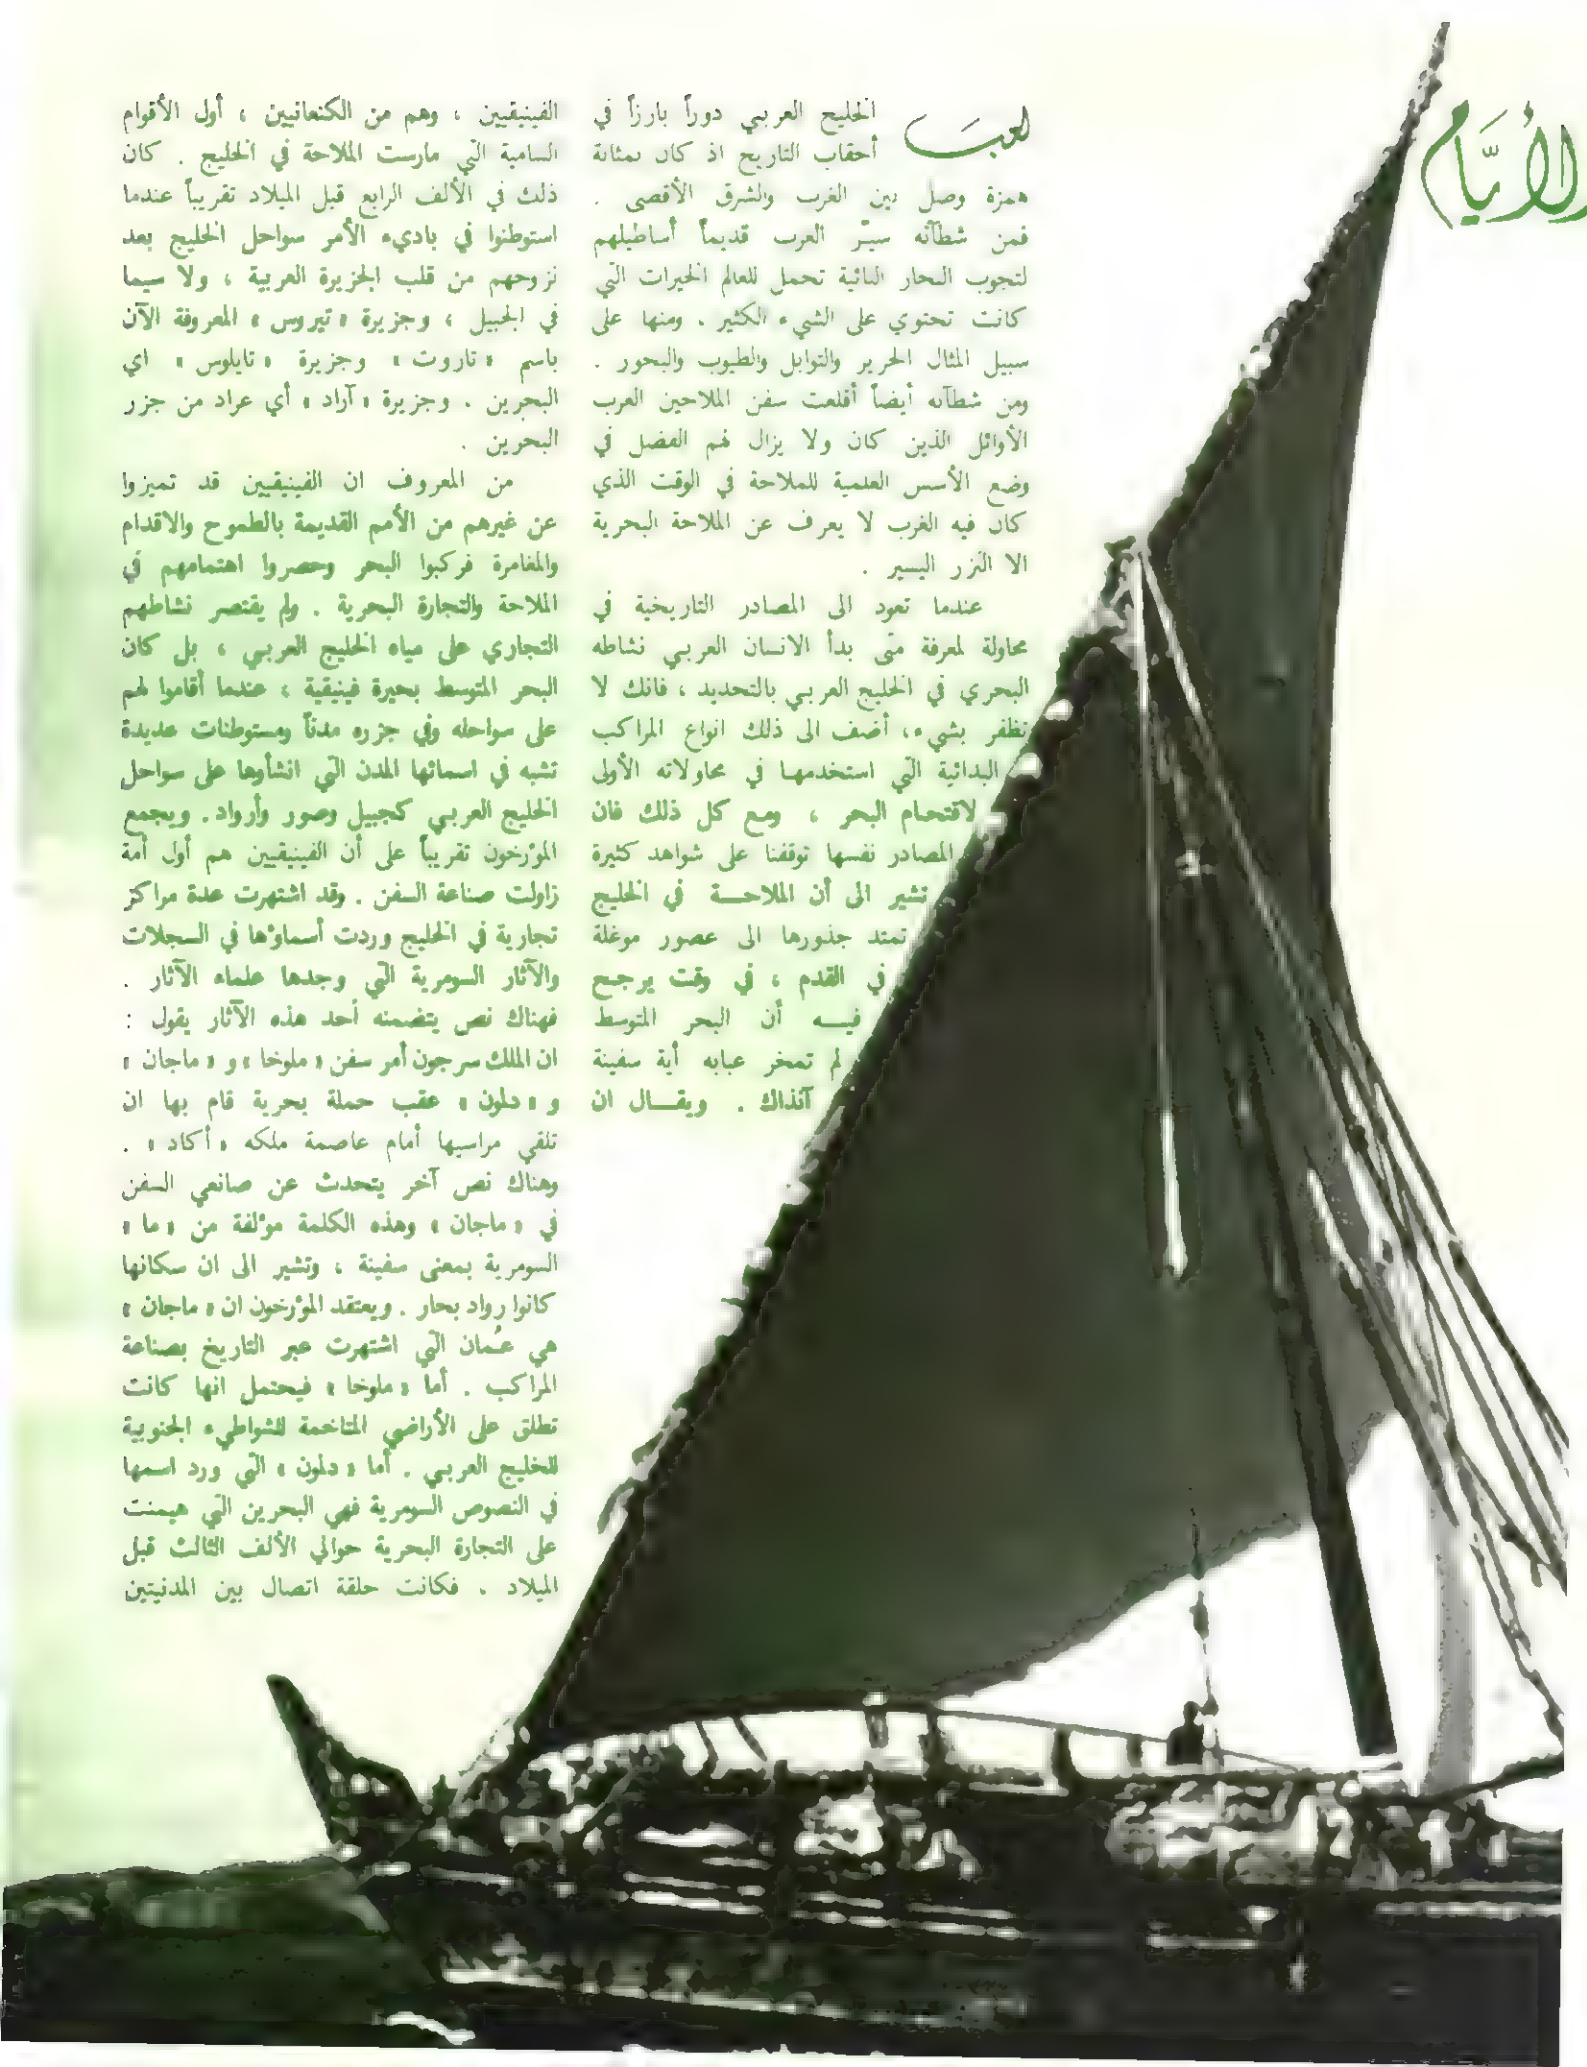 الأيَّام
لعبَ الخليج العربي دوراً بارزاً في
أحقاب التاريخ اذ كان بمثابة
همزة وصل بين الغرب والشرق الأقصى .
فمن شطآنه سيّر العرب قديماً أساطيلهم
لتجوب البحار النائية تحمل للعالم الخيرات التي
كانت تحتوي على الشيء الكثير . ومنها على
سبيل المثال الحرير والتوابل والطيوب والبخور .
ومن شطآنه أيضاً أقلعت سفن الملاحين العرب
الأوائل الذين كان ولا يزال لهم الفضل في
وضع الأسس العلمية للملاحة في الوقت الذي
كان فيه الغرب لا يعرف عن الملاحة البحرية
الا النزر اليسير .
عندما تعود الى المصادر التاريخية في
محاولة لمعرفة متى بدأ الانسان العربي نشاطه
البحري في الخليج العربي بالتحديد ، فانك لا
تظفر بشيء، أضف الى ذلك انواع المراكب
البدائية التي استخدمها في محاولاته الأولى
لاقتحام البحر ، ومع كل ذلك فان
المصادر نفسها توقفنا على شواهد كثيرة
تشير الى أن الملاحة في الخليج
تمتد جذورها الى عصور موغلة
في القدم ، في وقت يرجح
فيه أن البحر المتوسط
لم تمخر عبابه أية سفينة
آنذاك . ويقال ان
الفينيقيين ، وهم من الكنعانيين ، أول الأقوام
السامية التي مارست الملاحة في الخليج . كان
ذلك في الألف الرابع قبل الميلاد تقريباً عندما
استوطنوا في باديء الأمر سواحل الخليج بعد
نزوحهم من قلب الجزيرة العربية ، ولا سيما
في الجبيل ، وجزيرة « تيروس » المعروفة الآن
باسم « تاروت » وجزيرة « تايلوس » اي
البحرين . وجزيرة « آراد » أي عراد من جزر
البحرين .
من المعروف ان الفينيقيين قد تميزوا
عن غيرهم من الأمم القديمة بالطموح والاقدام
والمغامرة فركبوا البحر وحصروا اهتمامهم في
الملاحة والتجارة البحرية . ولم يقتصر نشاطهم
التجاري على مياه الخليج العربي ، بل كان
البحر المتوسط بحيرة فينيقية ، عندما أقاموا لهم
على سواحله وفي جزره مدناً ومستوطنات عديدة
تشبه في اسمائها المدن التي انشأوها على سواحل
الخليج العربي كجبيل وصور وأرواد. ويجمع
المؤرخون تقريباً على أن الفينيقيين هم أول أمة
زاولت صناعة السفن . وقد اشتهرت عدة مراكز
تجارية في الخليج وردت أسماؤها في السجلات
والآثار السومرية التي وجدها علماء الآثار .
فهناك نص يتضمنه أحد هذه الآثار يقول :
ان الملك سرجون أمر سفن « ملوخا » و « ماجان »
و « دلون » عقب حملة بحرية قام بها ان
تلقي مراسيها أمام عاصمة ملكه « أكاد » .
وهناك نص آخر يتحدث عن صانعي السفن
في « ماجان » وهذه الكلمة مؤلفة من « ما »
السومرية بمعنى سفينة ، وتشير الى ان سكانها
كانوا رواد بحار . ويعتقد المؤرخون ان « ماجان »
هي عُمان التي اشتهرت عبر التاريخ بصناعة
المراكب . أما « ملوخا » فيحتمل انها كانت
تطلق على الأراضي المتاخمة للشواطيء الجنوبية
للخليج العربي . أما « دلون » التي ورد اسمها
في النصوص السومرية فهي البحرين التي هيمنت
على التجارة البحرية حوالي الألف الثالث قبل
الميلاد . فكانت حلقة اتصال بين المدنيتين